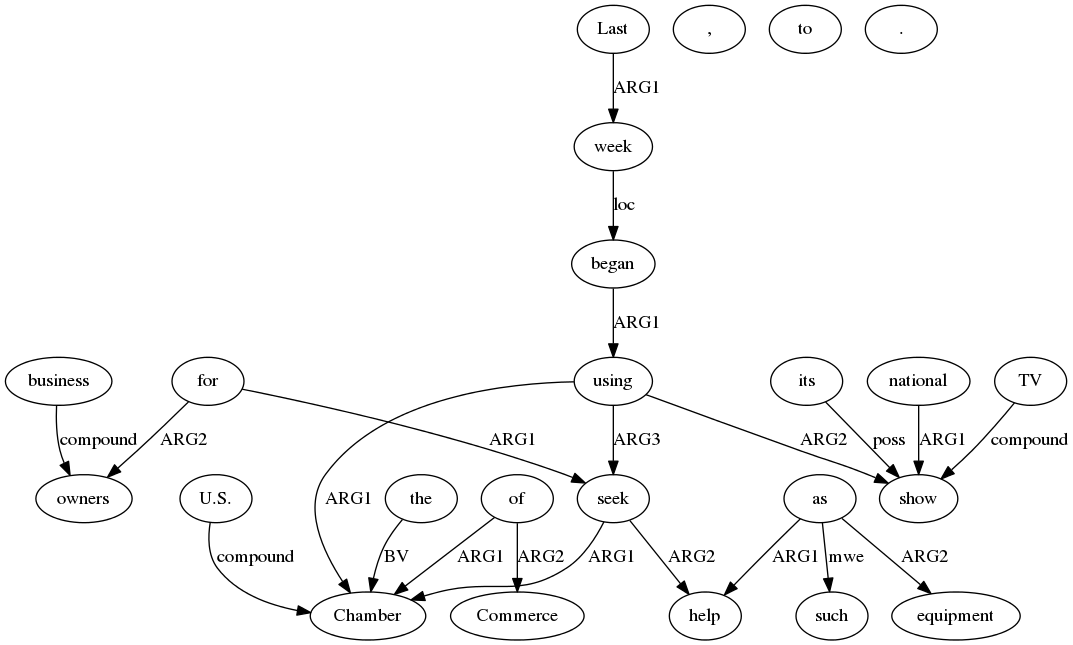 Last , to .
ARG1
week
loc
began
ARG1
business for using its national TV
compound ARG2 ARG1 ARG3 ARG2 poss ARG1 compound
owners U.S. the of seek as show
ARG1
compound BV ARG1 ARG2 ARG1 ARG2 ARG1 mwe ARG2
Chamber Commerce help such equipment